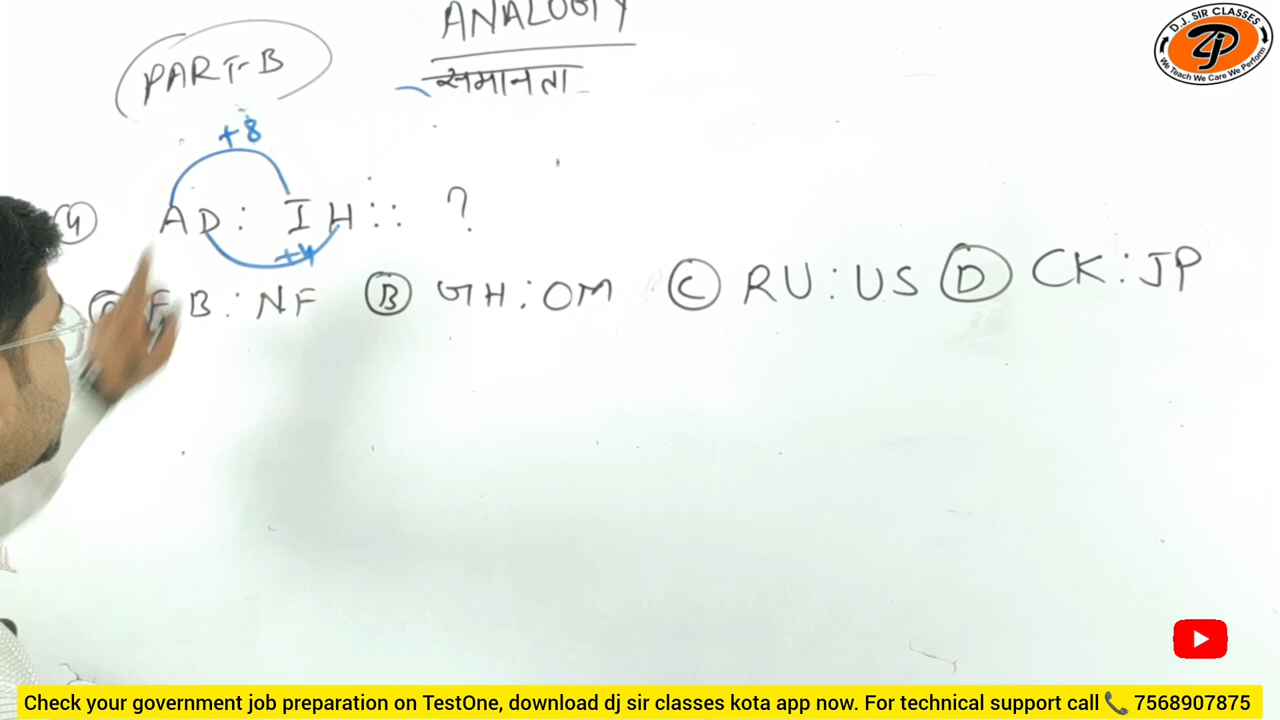 ANALOGY
PART-B
समानता
+8
4 AD : IH :: ?
+4
B : NF B GH : OM C RU : US D CK : JP
D.J. SIR CLASSES
We Teach We Care We Perform
Check your government job preparation on TestOne, download dj sir classes kota app now. For technical support call 📞 7568907875